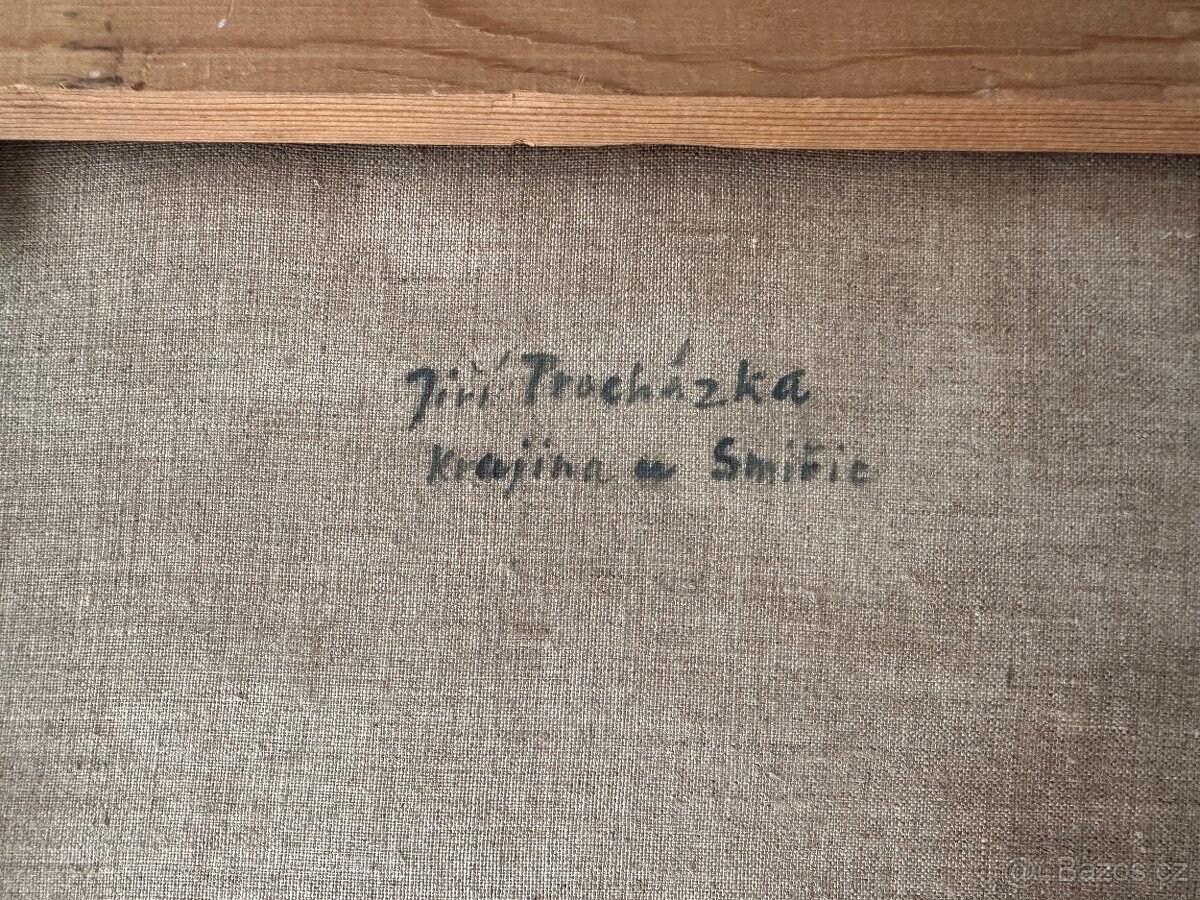 Jiří Procházka
Krajina u Smiřic
Bazos.cz